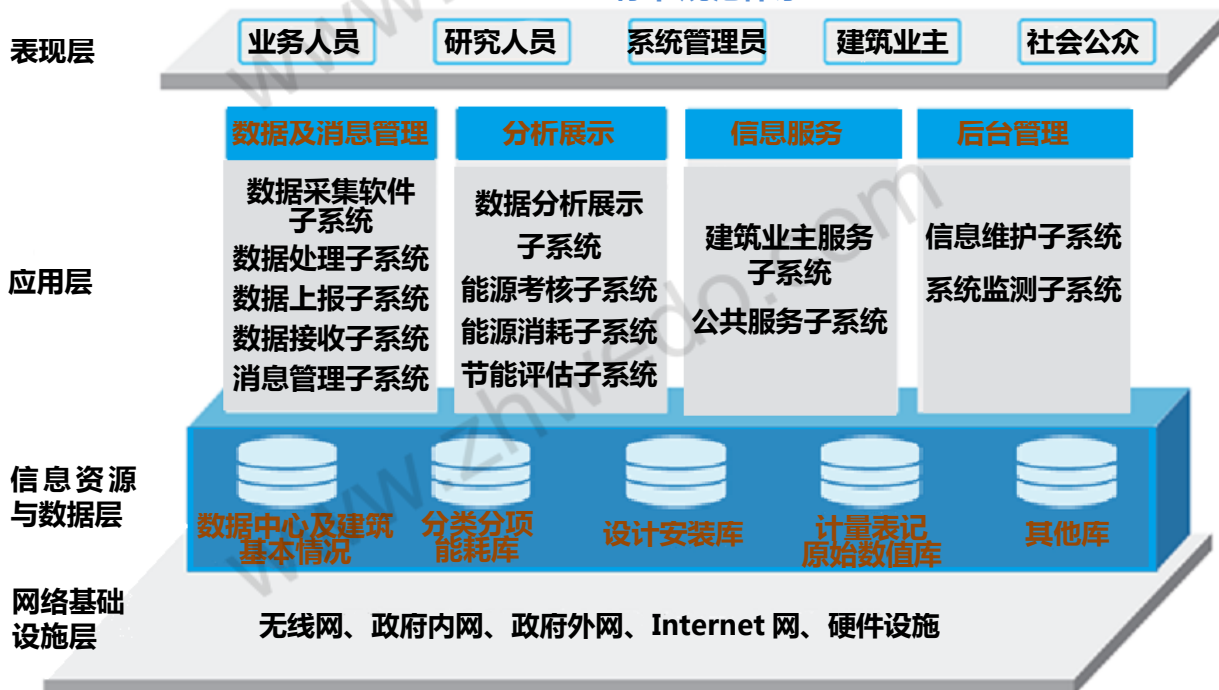 表现层
业务人员
研究人员
系统管理员
建筑业主
社会公众
应用层
数据及消息管理
数据采集软件
子系统
数据处理子系统
数据上报子系统
数据接收子系统
消息管理子系统
分析展示
数据分析展示
子系统
能源考核子系统
能源消耗子系统
节能评估子系统
信息服务
建筑业主服务
子系统
公共服务子系统
后台管理
信息维护子系统
系统监测子系统
信息资源
与数据层
数据中心及建筑
基本情况
分类分项
能耗库
设计安装库
计量表记
原始数值库
其他库
网络基础
设施层
无线网、政府内网、政府外网、Internet 网、硬件设施
www.zhwedo.com